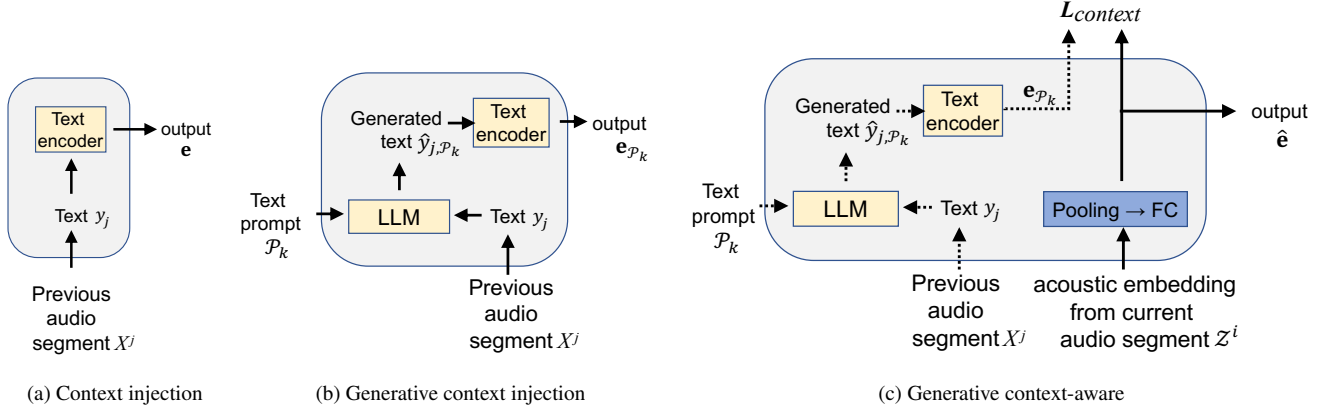 Text
encoder
output
e
Text y_j
Previous
audio
segment X^j
(a) Context injection
Generated
text ŷ_{j,𝒫_k}
Text
encoder
output
e_{𝒫_k}
Text
prompt
𝒫_k
LLM
Text y_j
Previous
audio
segment X^j
(b) Generative context injection
L_{context}
Generated
text ŷ_{j,𝒫_k}
Text
encoder
e_{𝒫_k}
output
ê
Text
prompt
𝒫_k
LLM
Text y_j
Pooling → FC
Previous
audio
segment X^j
acoustic embedding
from current
audio segment 𝒵^i
(c) Generative context-aware